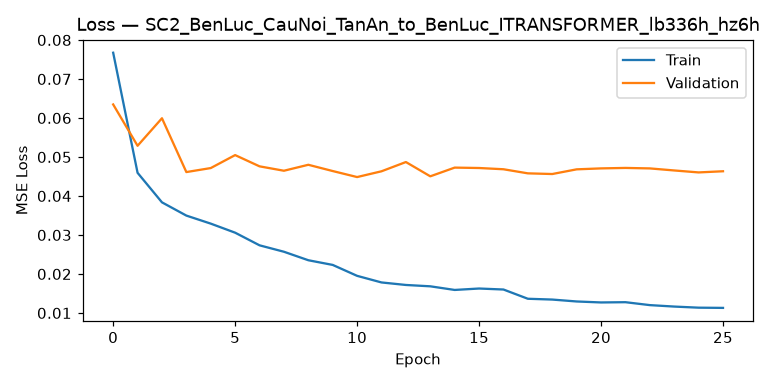 Loss — SC2_BenLuc_CauNoi_TanAn_to_BenLuc_ITRANSFORMER_lb336h_hz6h
Train
Validation
0.08
0.07
0.06
0.05
0.04
0.03
0.02
0.01
MSE Loss
0 5 10 15 20 25
Epoch